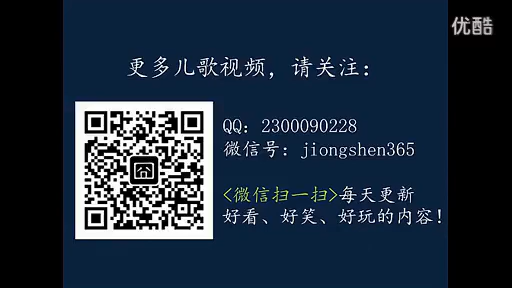 优酷
更多儿歌视频，请关注：
QQ：2300090228
微信号：jiongshen365
<微信扫一扫>每天更新
好看、好笑、好玩的内容！
囧